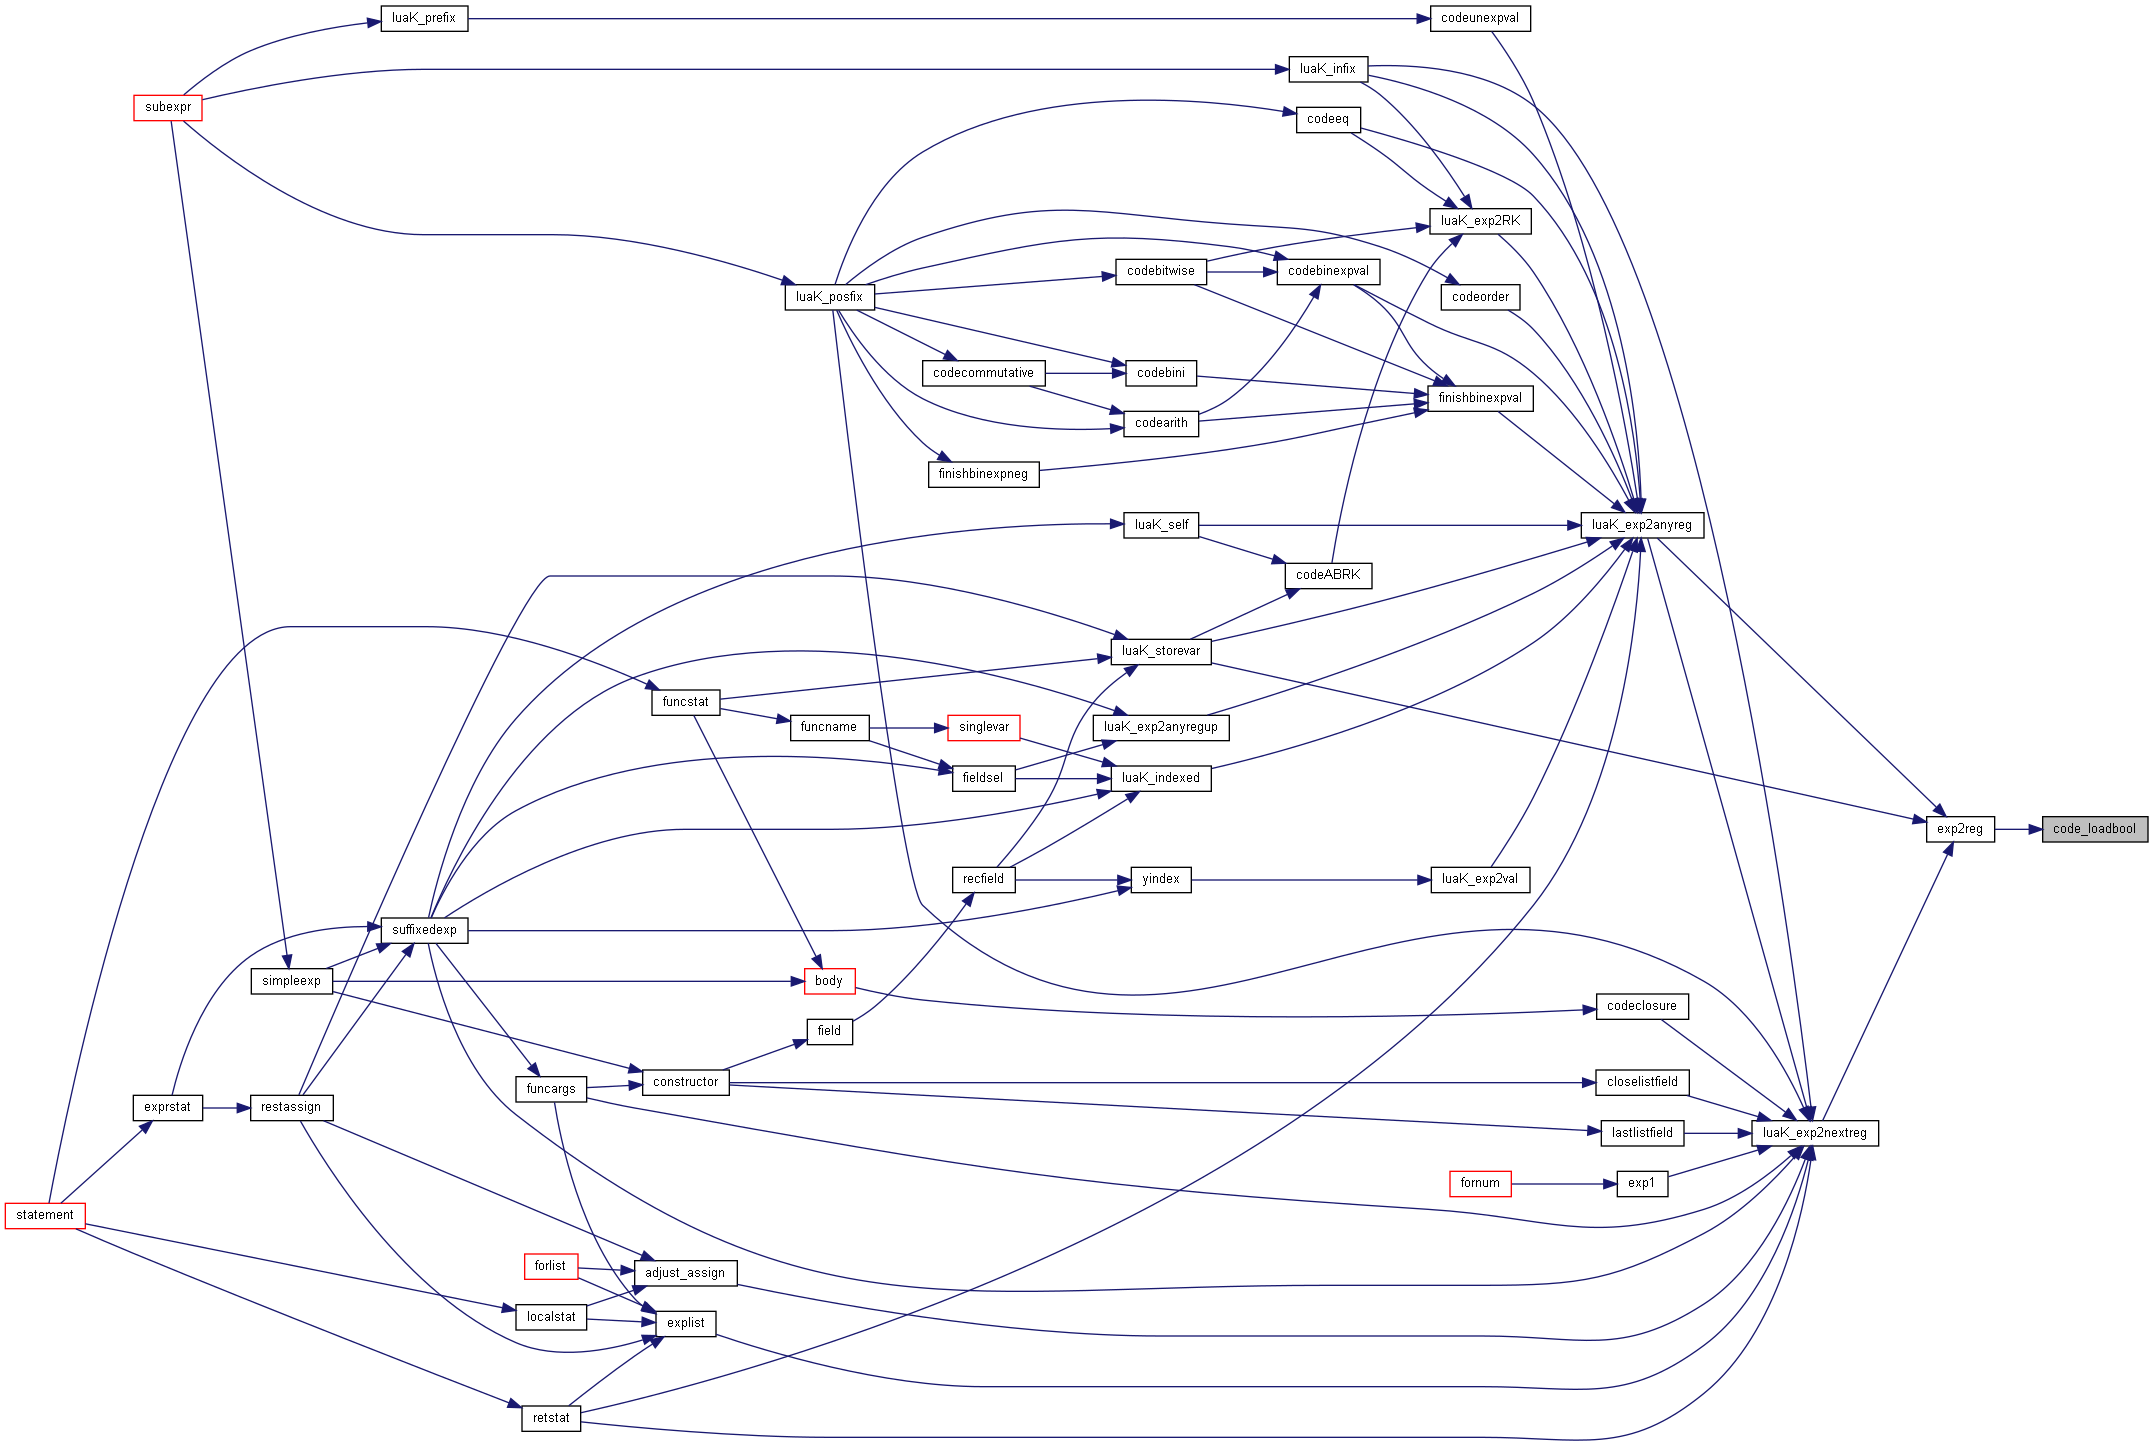 luaK_prefix
codeunexpval
luaK_infix
subexpr
codeeq
luaK_exp2RK
codebitwise
codebinexpval
luaK_posfix
codeorder
codecommutative
codebini
finishbinexpval
codearith
finishbinexpneg
luaK_self
luaK_exp2anyreg
codeABRK
luaK_storevar
funcstat
funcname
singlevar
luaK_exp2anyregup
fieldsel
luaK_indexed
exp2reg
code_loadbool
recfield
yindex
luaK_exp2val
suffixedexp
simpleexp
body
codeclosure
field
constructor
closelistfield
funcargs
exprstat
restassign
lastlistfield
luaK_exp2nextreg
fornum
exp1
statement
forlist
adjust_assign
localstat
explist
retstat